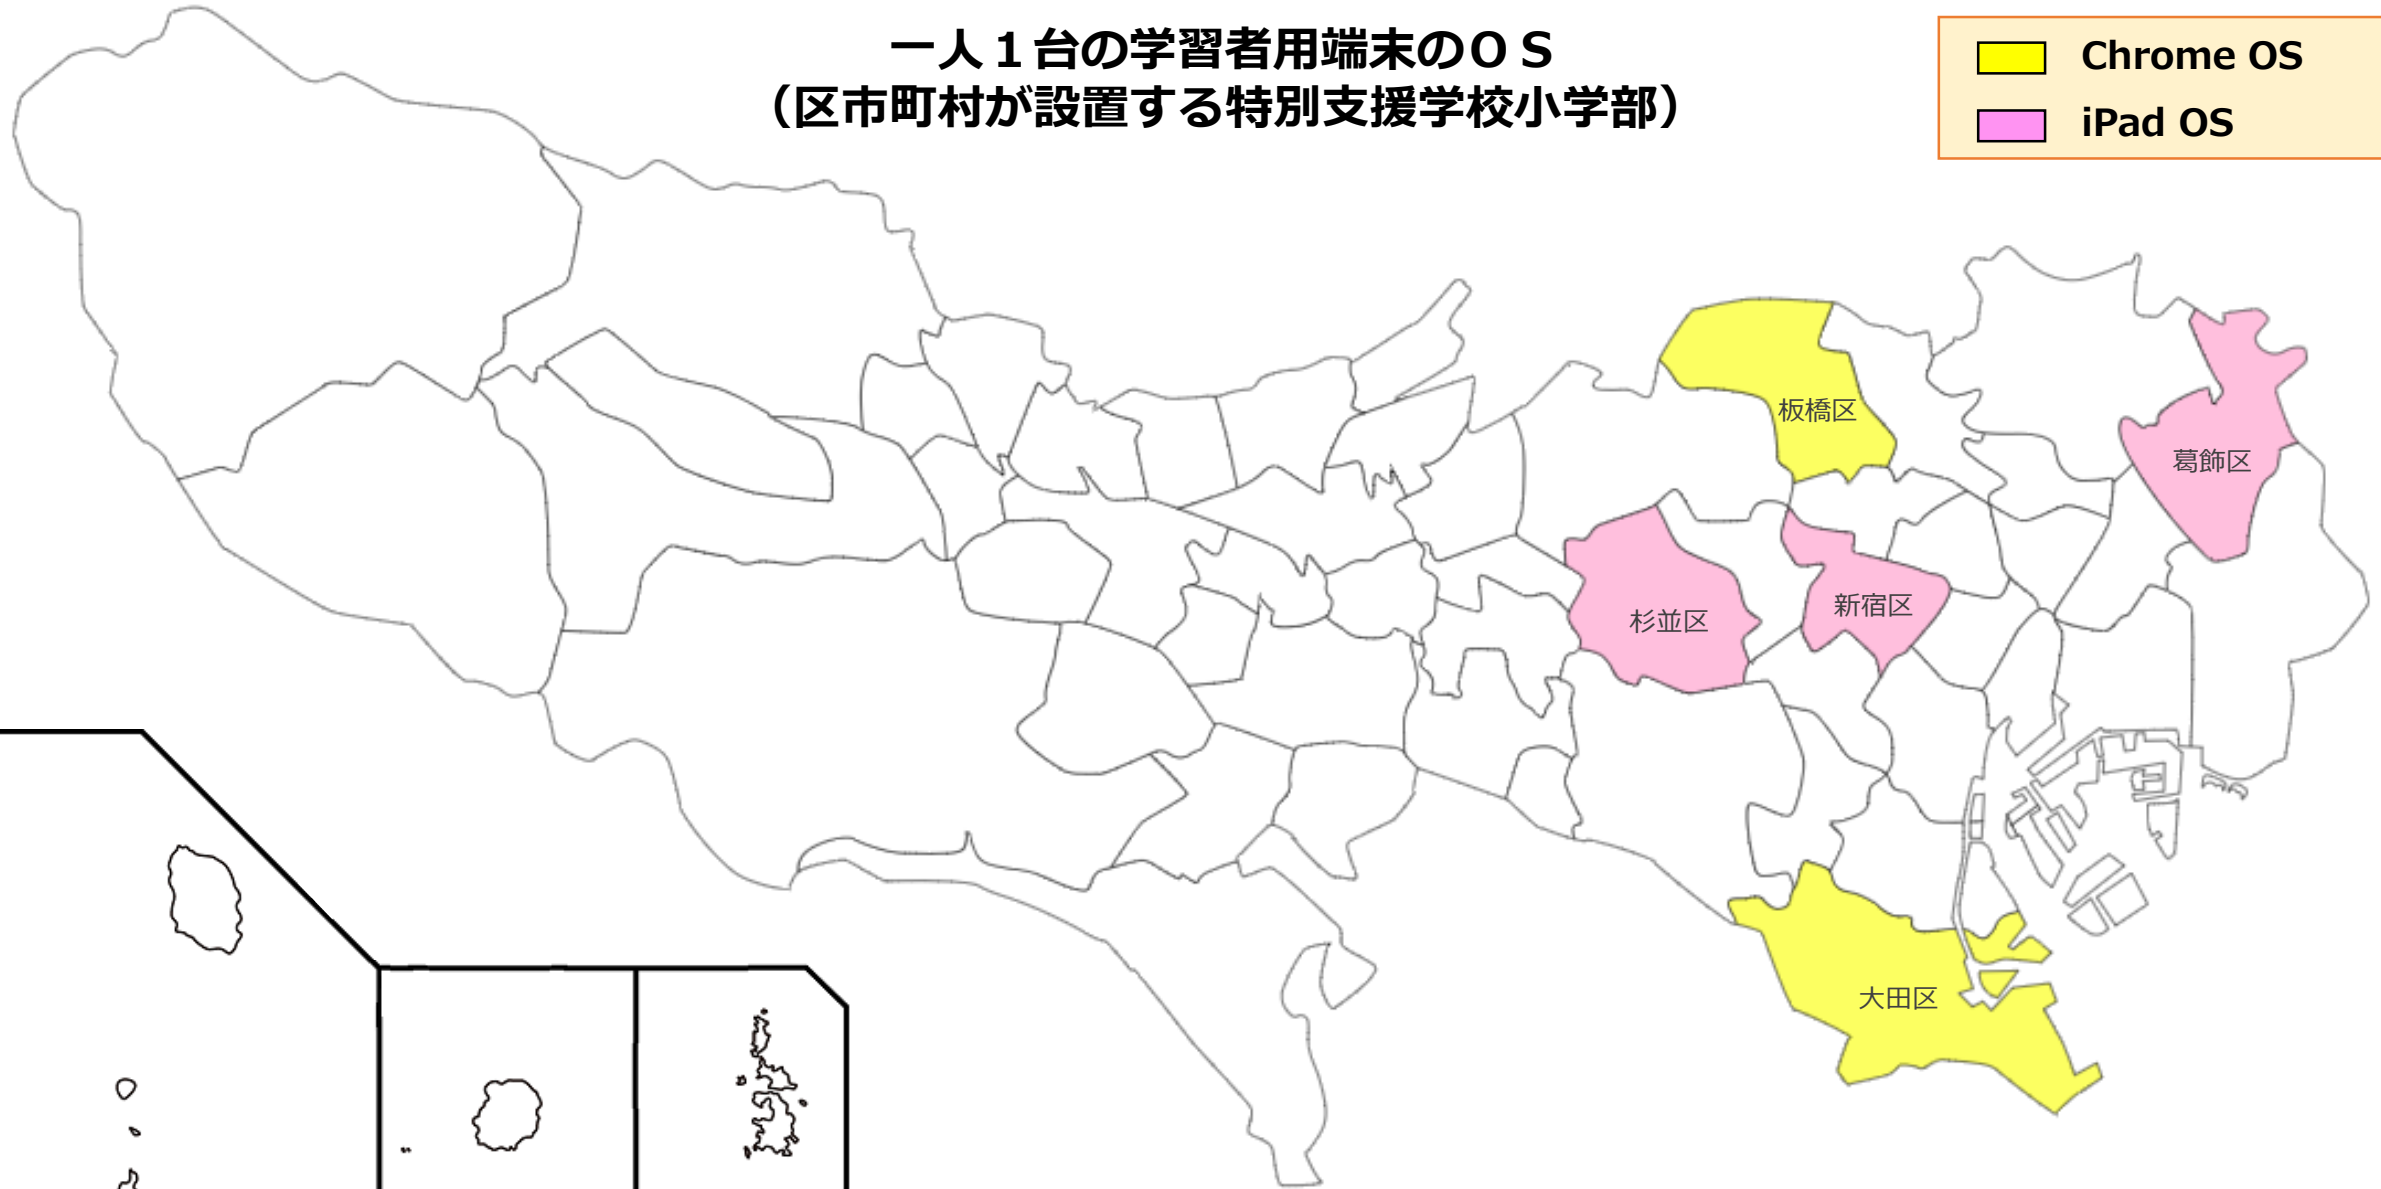 一人１台の学習者用端末のＯＳ
（区市町村が設置する特別支援学校小学部）
Chrome OS
iPad OS
板橋区
葛飾区
杉並区
新宿区
大田区